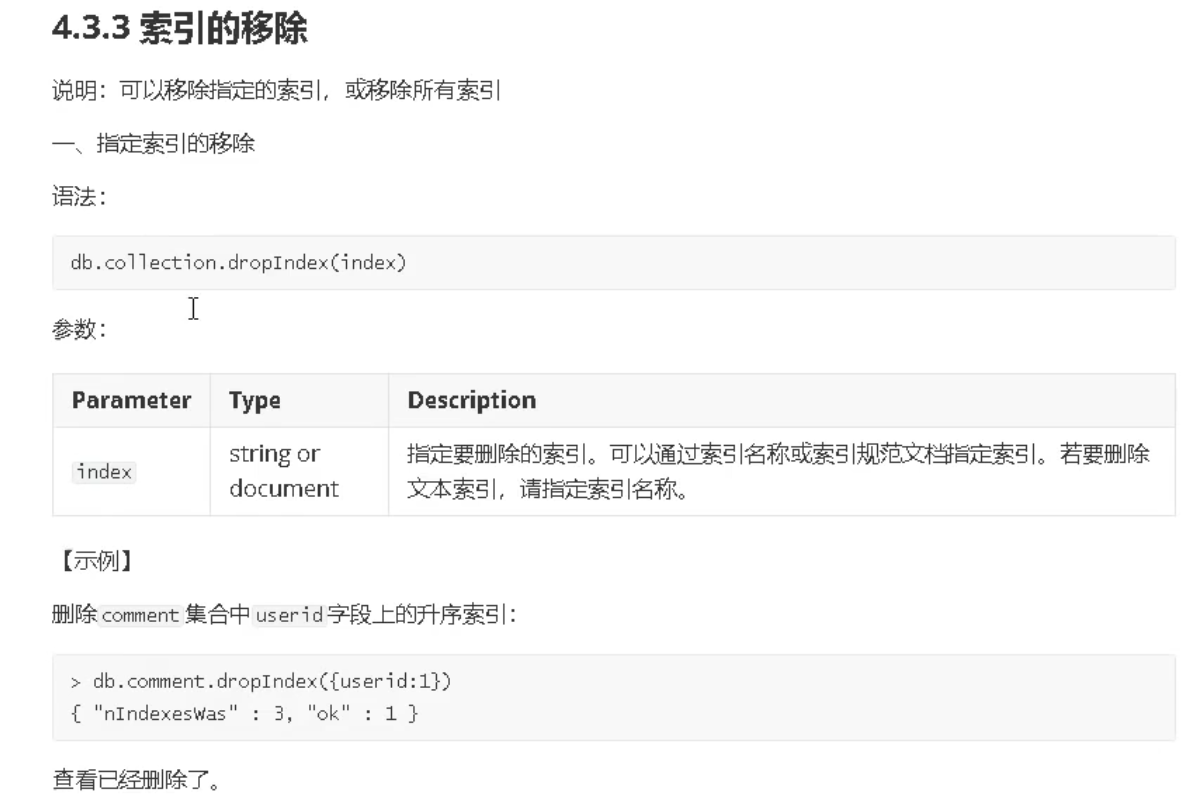 4.3.3 索引的移除
说明：可以移除指定的索引，或移除所有索引
一、指定索引的移除
语法：
db.collection.dropIndex(index)
参数：
Parameter Type Description
index string or document 指定要删除的索引。可以通过索引名称或索引规范文档指定索引。若要删除
文本索引，请指定索引名称。
【示例】
删除 comment 集合中 userid 字段上的升序索引：
> db.comment.dropIndex({userid:1})
{ "nIndexesWas" : 3, "ok" : 1 }
查看已经删除了。